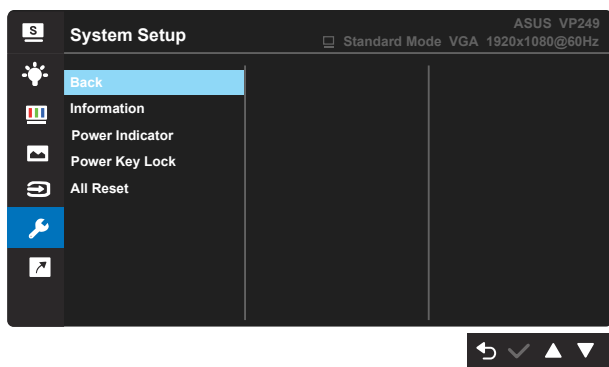 S
System Setup
ASUS VP249
Standard Mode VGA 1920x1080@60Hz
Back
Information
Power Indicator
Power Key Lock
All Reset